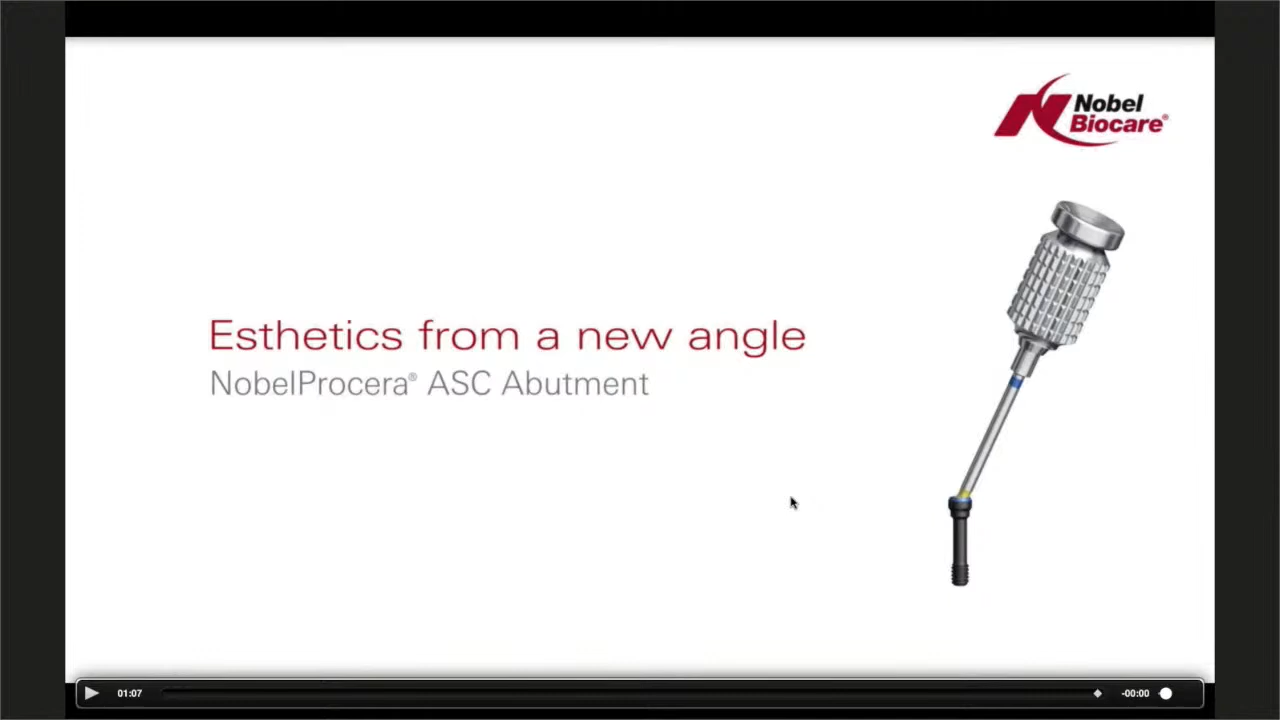 Nobel
Biocare®
Esthetics from a new angle
NobelProcera® ASC Abutment
01:07
-00:00